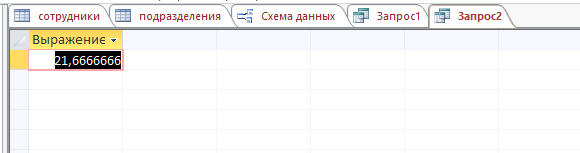 сотрудники подразделения Схема данных Запрос1 Запрос2
Выражение
21,6666666